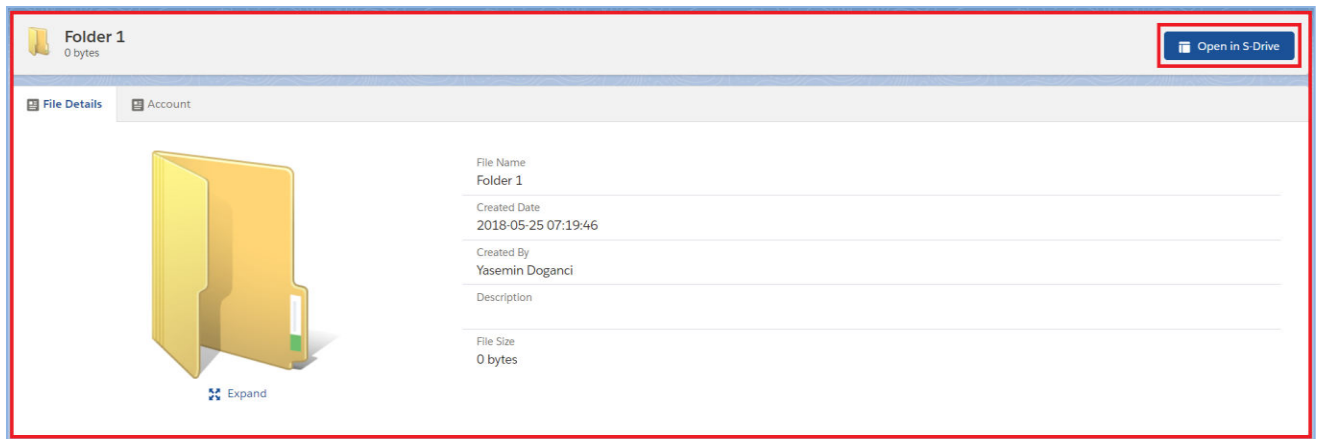 Folder 1
0 bytes
Open in S-Drive
File Details
Account
File Name
Folder 1
Created Date
2018-05-25 07:19:46
Created By
Yasemin Doganci
Description
File Size
0 bytes
Expand